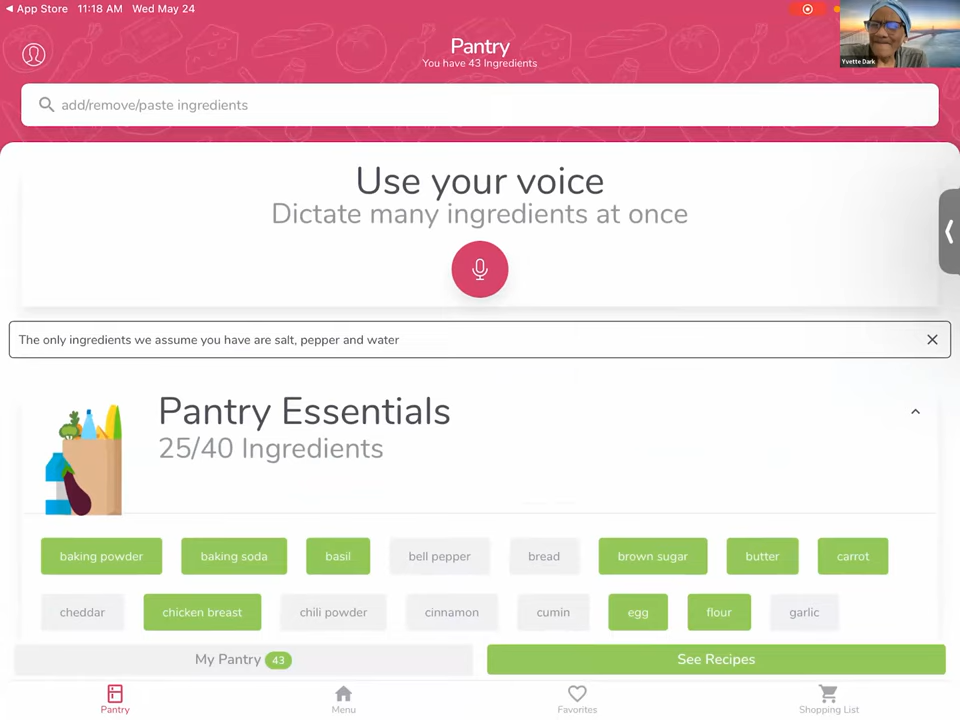 App Store 11:18 AM Wed May 24
Pantry
You have 43 Ingredients
Yvette Dark
add/remove/paste ingredients
Use your voice
Dictate many ingredients at once
The only ingredients we assume you have are salt, pepper and water
Pantry Essentials
25/40 Ingredients
baking powder baking soda basil bell pepper bread brown sugar butter carrot
cheddar chicken breast chili powder cinnamon cumin egg flour garlic
My Pantry 43 See Recipes
Pantry Menu Favorites Shopping List